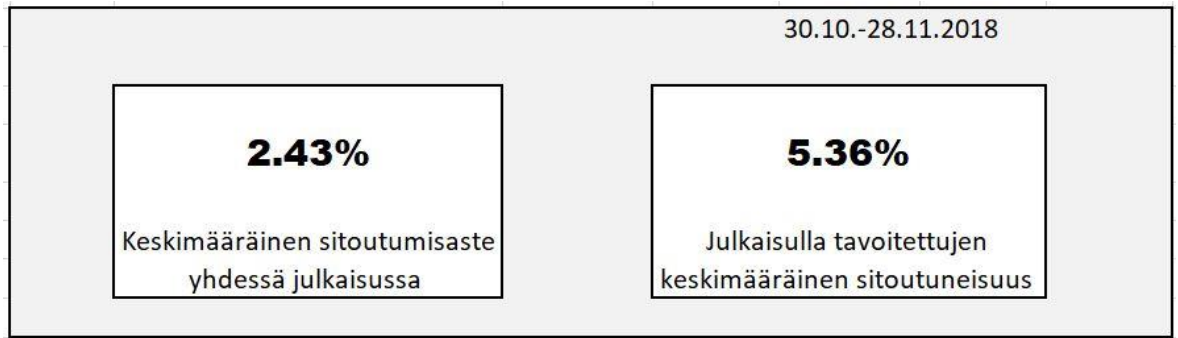 30.10.-28.11.2018
2.43%
Keskimääräinen sitoutumisaste
yhdessä julkaisussa
5.36%
Julkaisulla tavoitettujen
keskimääräinen sitoutuneisuus